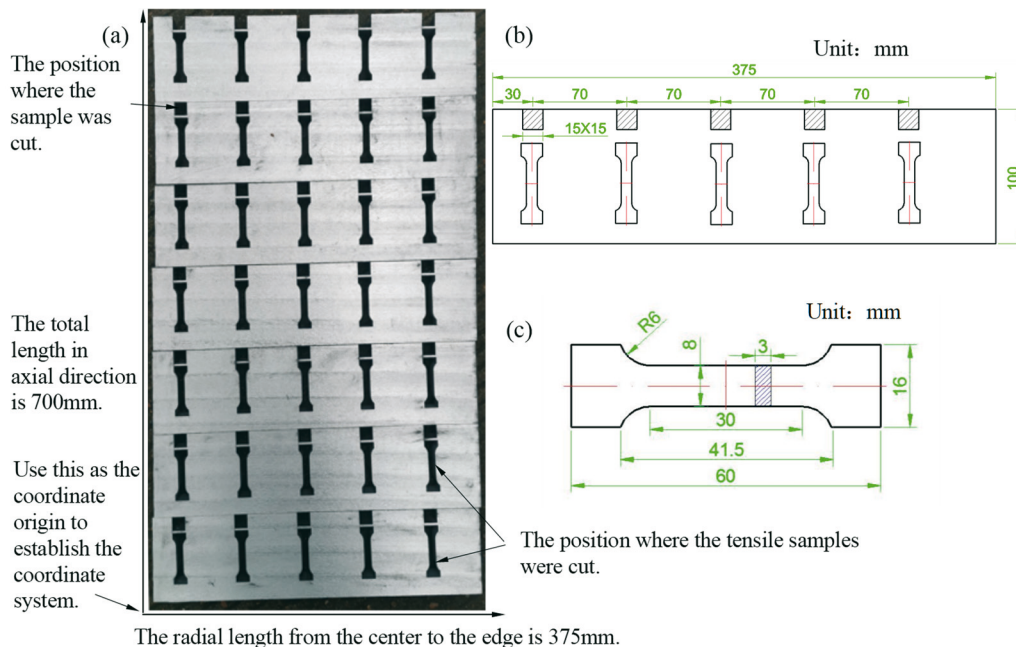 (a)
The position
where the
sample was
cut.
The total
length in
axial direction
is 700mm.
Use this as the
coordinate
origin to
establish the
coordinate
system.
The radial length from the center to the edge is 375mm.
The position where the tensile samples
were cut.
(b)
Unit：mm
375
30 70 70 70 70
15X15
100
(c)
Unit：mm
R6
8
3
16
30
41.5
60